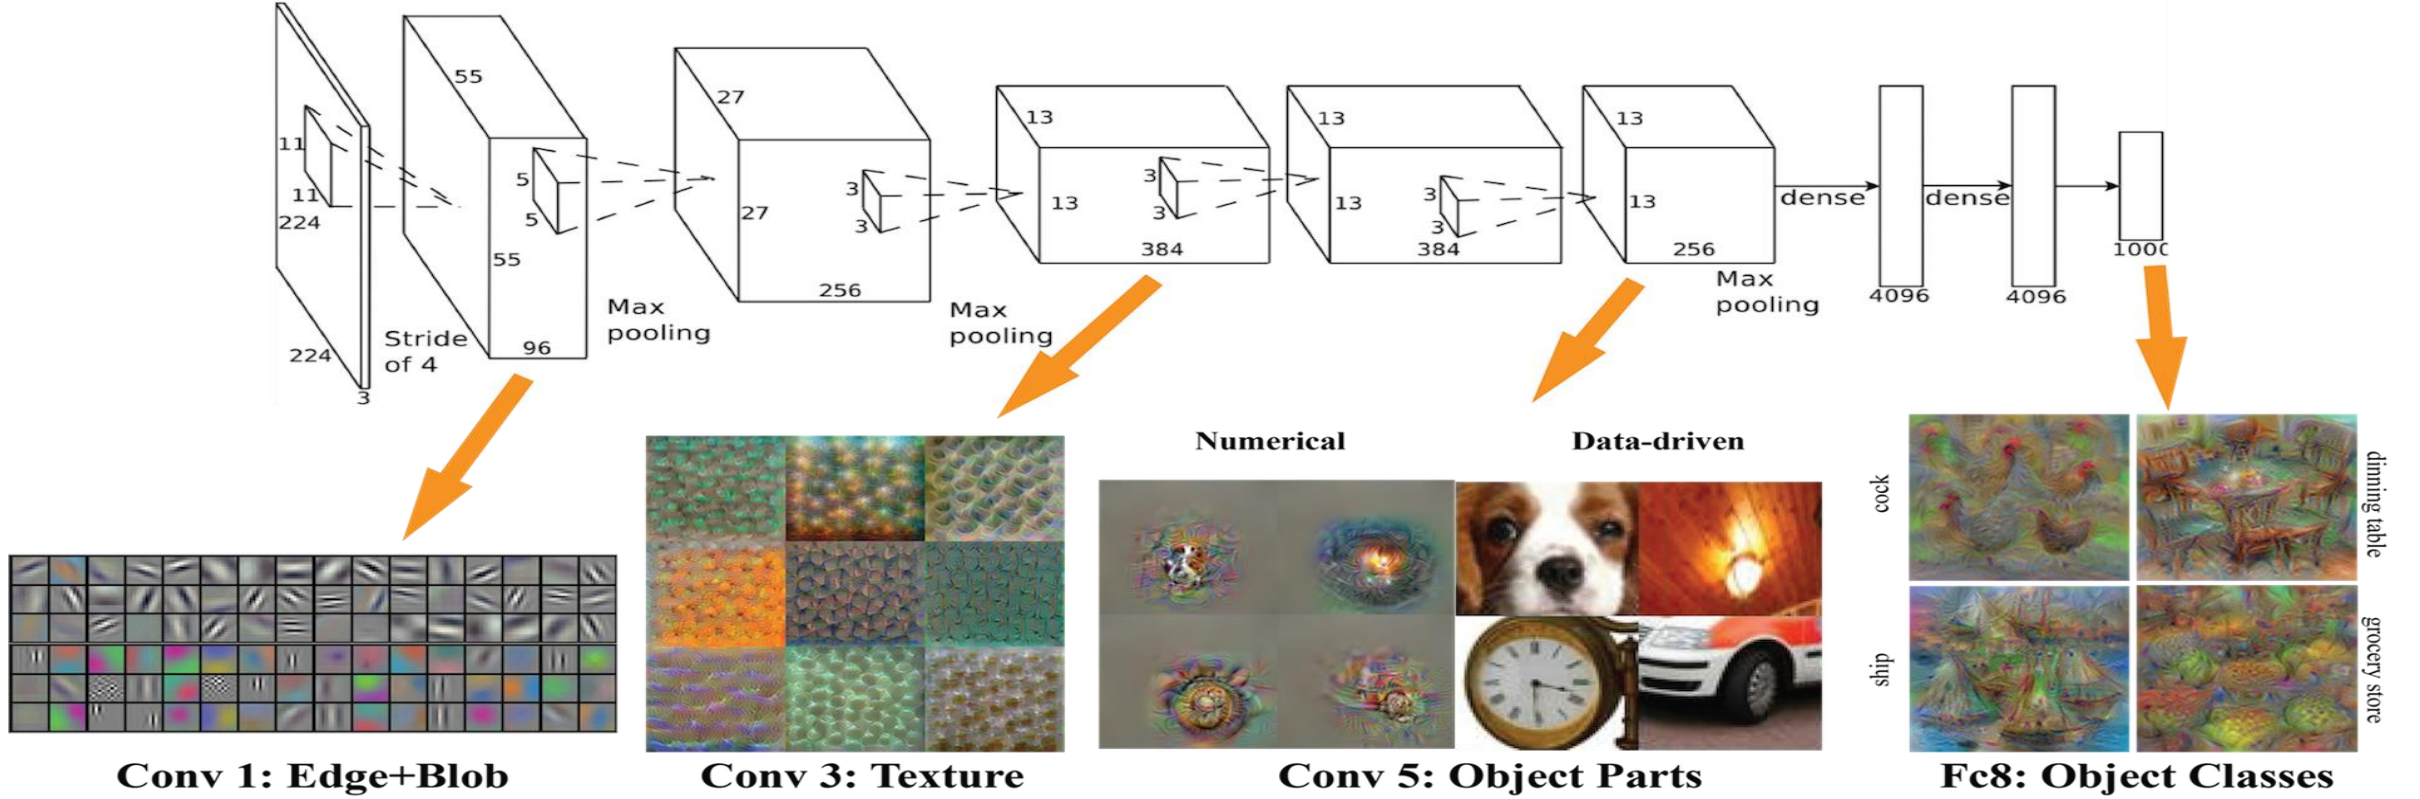 11
11
224
224
3
Stride
of 4
55
55
5
5
96
Max
pooling
27
27
3
3
256
Max
pooling
13
13
3
3
384
13
13
3
3
384
13
13
256
Max
pooling
dense
4096
dense
4096
Numerical
Data-driven
cock
dinning table
ship
grocery store
Conv 1: Edge+Blob
Conv 3: Texture
Conv 5: Object Parts
Fc8: Object Classes